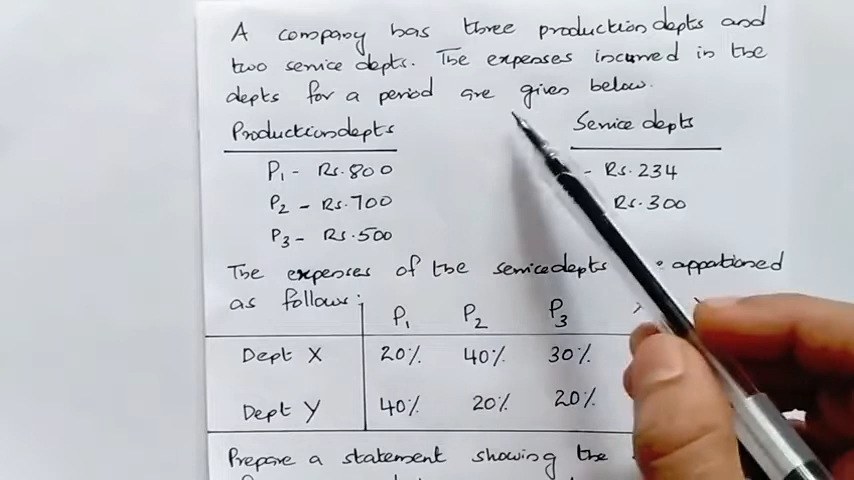 A company has three production depts and
two service depts. The expenses incurred in the
depts for a period are given below.
Production depts Service depts
P1 - Rs.800 - Rs.234
P2 - Rs.700 Rs.300
P3 - Rs.500
The expenses of the service depts apportioned
as follows:
P1 P2 P3
Dept X 20% 40% 30%
Dept Y 40% 20% 20%
Prepare a statement showing the